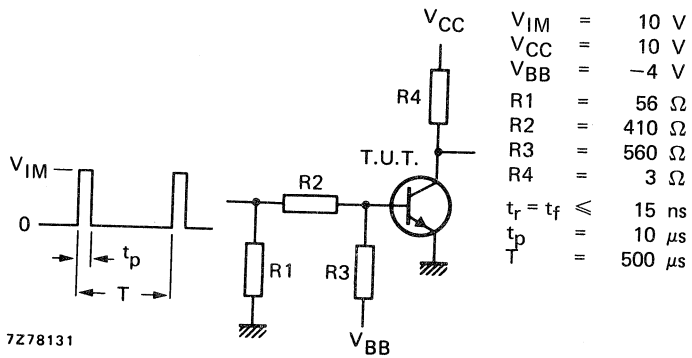 V_CC
R4
T.U.T.
V_IM
0
t_p
T
R2
R1
R3
V_BB
7Z78131
V_IM = 10 V
V_CC = 10 V
V_BB = −4 V
R1 = 56 Ω
R2 = 410 Ω
R3 = 560 Ω
R4 = 3 Ω
t_r = t_f ⩽ 15 ns
t_p = 10 μs
T = 500 μs